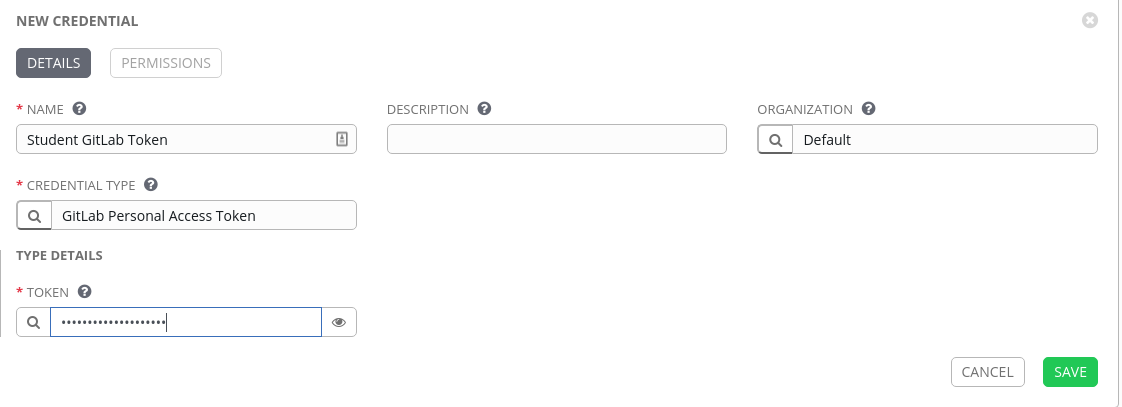 NEW CREDENTIAL
DETAILS PERMISSIONS
* NAME DESCRIPTION ORGANIZATION
Student GitLab Token Default
* CREDENTIAL TYPE
GitLab Personal Access Token
TYPE DETAILS
* TOKEN
••••••••••••••••••••
CANCEL SAVE